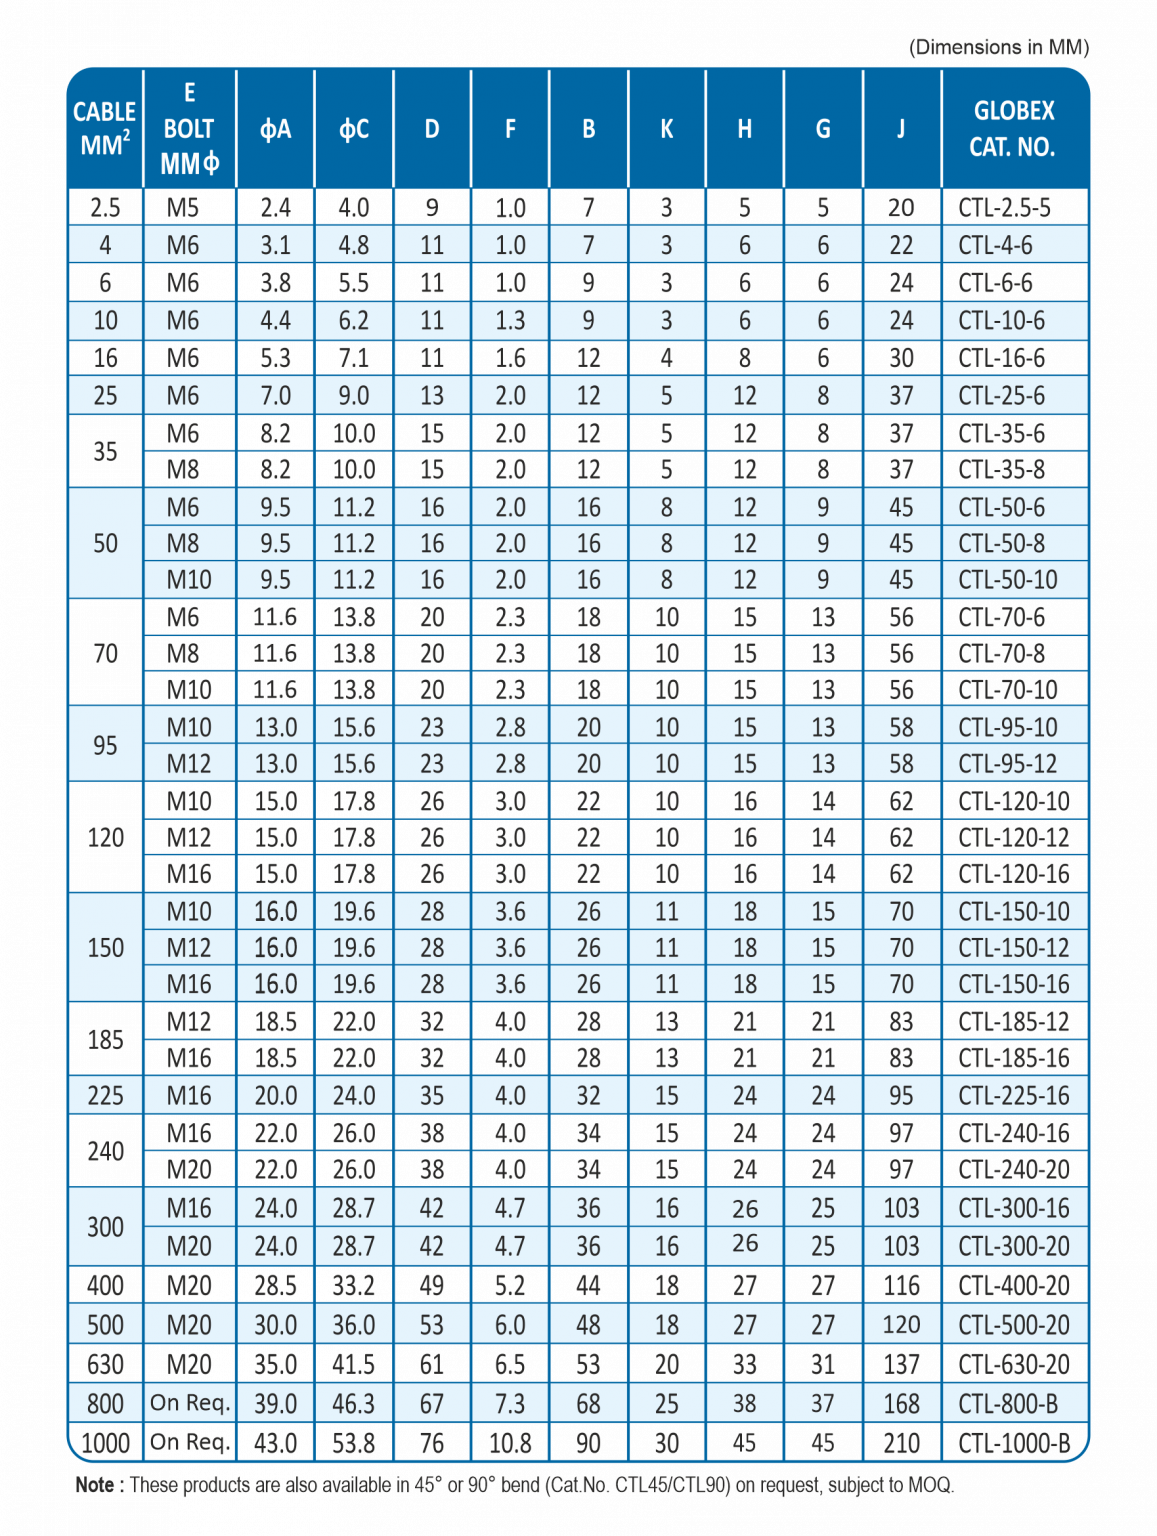 (Dimensions in MM)
CABLE MM² E BOLT MMϕ ϕA ϕC D F B K H G J GLOBEX CAT. NO.
2.5 M5 2.4 4.0 9 1.0 7 3 5 5 20 CTL-2.5-5
4 M6 3.1 4.8 11 1.0 7 3 6 6 22 CTL-4-6
6 M6 3.8 5.5 11 1.0 9 3 6 6 24 CTL-6-6
10 M6 4.4 6.2 11 1.3 9 3 6 6 24 CTL-10-6
16 M6 5.3 7.1 11 1.6 12 4 8 6 30 CTL-16-6
25 M6 7.0 9.0 13 2.0 12 5 12 8 37 CTL-25-6
35 M6 8.2 10.0 15 2.0 12 5 12 8 37 CTL-35-6
M8 8.2 10.0 15 2.0 12 5 12 8 37 CTL-35-8
50 M6 9.5 11.2 16 2.0 16 8 12 9 45 CTL-50-6
M8 9.5 11.2 16 2.0 16 8 12 9 45 CTL-50-8
M10 9.5 11.2 16 2.0 16 8 12 9 45 CTL-50-10
70 M6 11.6 13.8 20 2.3 18 10 15 13 56 CTL-70-6
M8 11.6 13.8 20 2.3 18 10 15 13 56 CTL-70-8
M10 11.6 13.8 20 2.3 18 10 15 13 56 CTL-70-10
95 M10 13.0 15.6 23 2.8 20 10 15 13 58 CTL-95-10
M12 13.0 15.6 23 2.8 20 10 15 13 58 CTL-95-12
120 M10 15.0 17.8 26 3.0 22 10 16 14 62 CTL-120-10
M12 15.0 17.8 26 3.0 22 10 16 14 62 CTL-120-12
M16 15.0 17.8 26 3.0 22 10 16 14 62 CTL-120-16
150 M10 16.0 19.6 28 3.6 26 11 18 15 70 CTL-150-10
M12 16.0 19.6 28 3.6 26 11 18 15 70 CTL-150-12
M16 16.0 19.6 28 3.6 26 11 18 15 70 CTL-150-16
185 M12 18.5 22.0 32 4.0 28 13 21 21 83 CTL-185-12
M16 18.5 22.0 32 4.0 28 13 21 21 83 CTL-185-16
225 M16 20.0 24.0 35 4.0 32 15 24 24 95 CTL-225-16
240 M16 22.0 26.0 38 4.0 34 15 24 24 97 CTL-240-16
M20 22.0 26.0 38 4.0 34 15 24 24 97 CTL-240-20
300 M16 24.0 28.7 42 4.7 36 16 26 25 103 CTL-300-16
M20 24.0 28.7 42 4.7 36 16 26 25 103 CTL-300-20
400 M20 28.5 33.2 49 5.2 44 18 27 27 116 CTL-400-20
500 M20 30.0 36.0 53 6.0 48 18 27 27 120 CTL-500-20
630 M20 35.0 41.5 61 6.5 53 20 33 31 137 CTL-630-20
800 On Req. 39.0 46.3 67 7.3 68 25 38 37 168 CTL-800-B
1000 On Req. 43.0 53.8 76 10.8 90 30 45 45 210 CTL-1000-B
Note : These products are also available in 45° or 90° bend (Cat.No. CTL45/CTL90) on request, subject to MOQ.